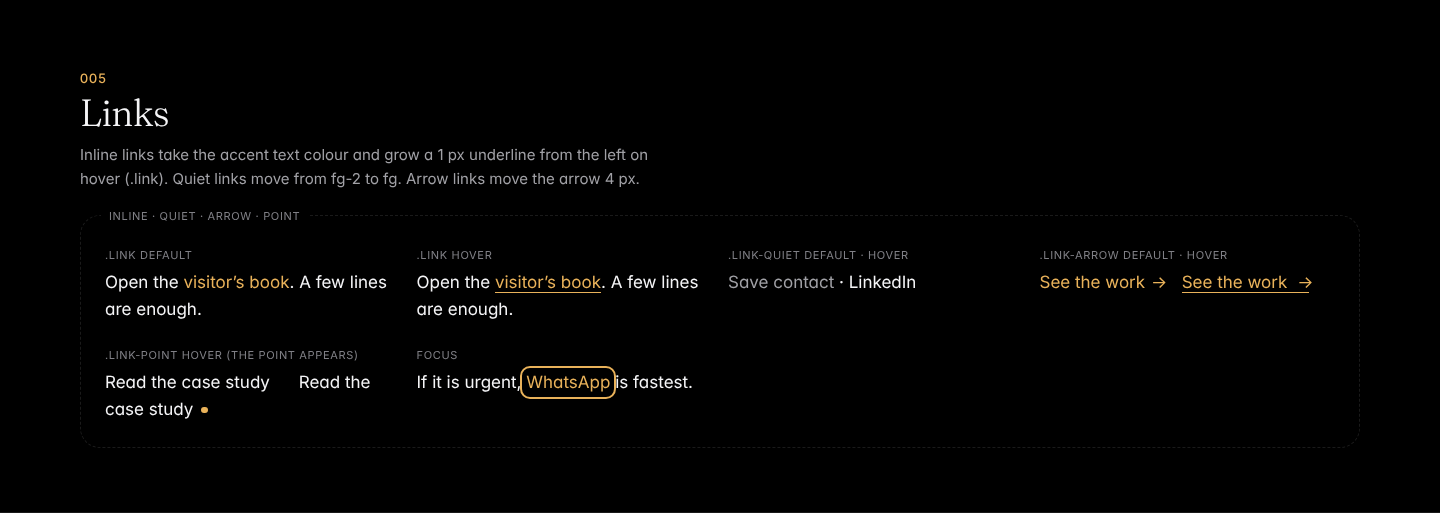 005
Links
Inline links take the accent text colour and grow a 1 px underline from the left on
hover (.link). Quiet links move from fg-2 to fg. Arrow links move the arrow 4 px.
INLINE · QUIET · ARROW · POINT
.LINK DEFAULT
Open the visitor’s book. A few lines
are enough.
.LINK HOVER
Open the visitor’s book. A few lines
are enough.
.LINK-QUIET DEFAULT · HOVER
Save contact · LinkedIn
.LINK-ARROW DEFAULT · HOVER
See the work → See the work →
.LINK-POINT HOVER (THE POINT APPEARS)
Read the case study Read the
case study
FOCUS
If it is urgent, WhatsApp is fastest.